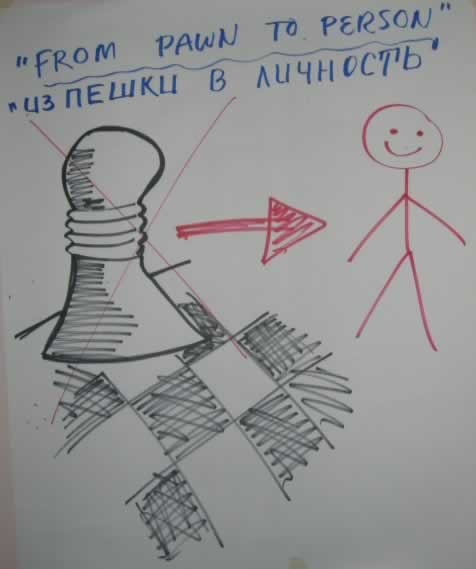 "FROM PAWN TO PERSON"
"ИЗ ПЕШКИ В ЛИЧНОСТЬ"